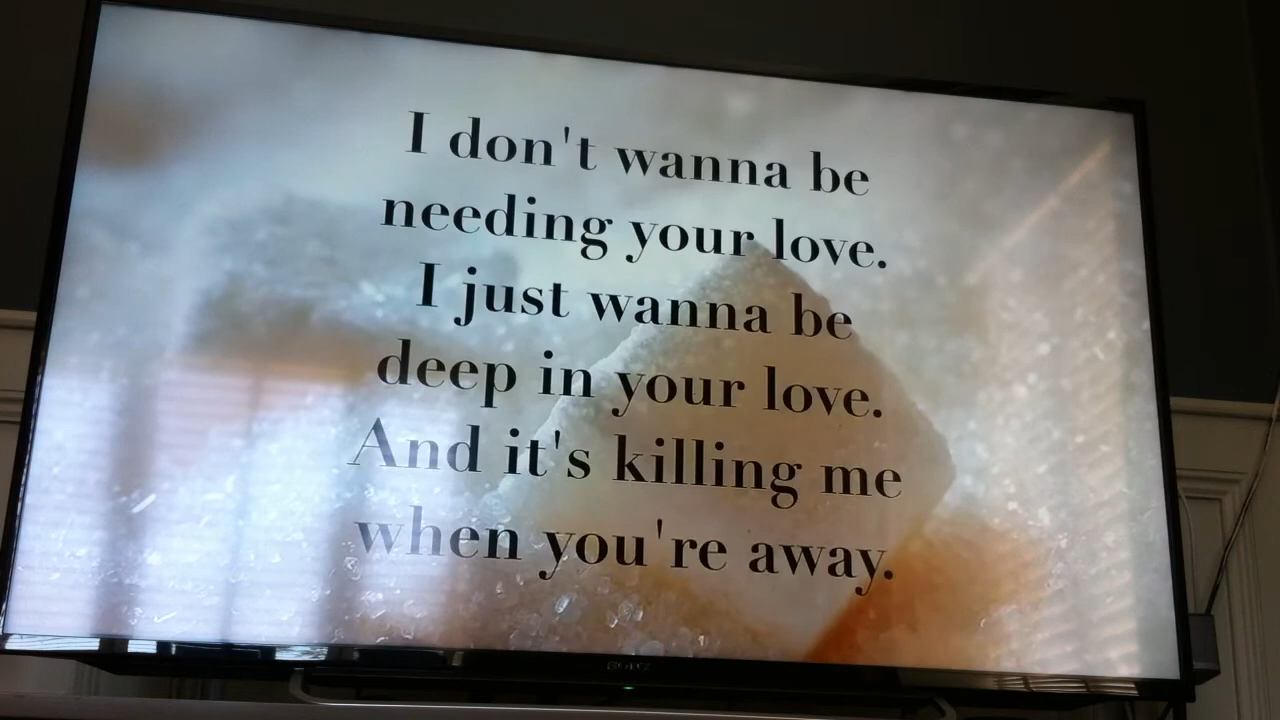 I don't wanna be
needing your love.
I just wanna be
deep in your love.
And it's killing me
when you're away.
SONY